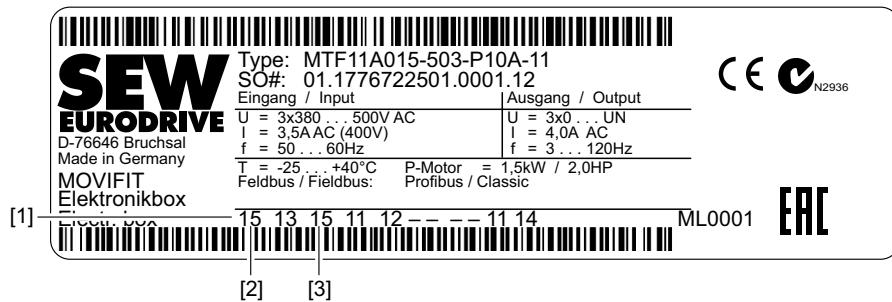 Type: MTF11A015-503-P10A-11
SO#: 01.1776722501.0001.12
SEW
EURODRIVE
D-76646 Bruchsal
Made in Germany
MOVIFIT
Elektronikbox
Electr. box
Eingang / Input
U = 3x380 . . . 500V AC
I = 3,5A AC (400V)
f = 50 . . . 60Hz
Ausgang / Output
U = 3x0 . . . UN
I = 4,0A AC
f = 3 . . . 120Hz
T = -25 . . . +40°C P-Motor = 1,5kW / 2,0HP
Feldbus / Fieldbus: Profibus / Classic
15 13 15 11 12 – – – – 11 14
ML0001
CE
N2936
EAC
[1]
[2] [3]